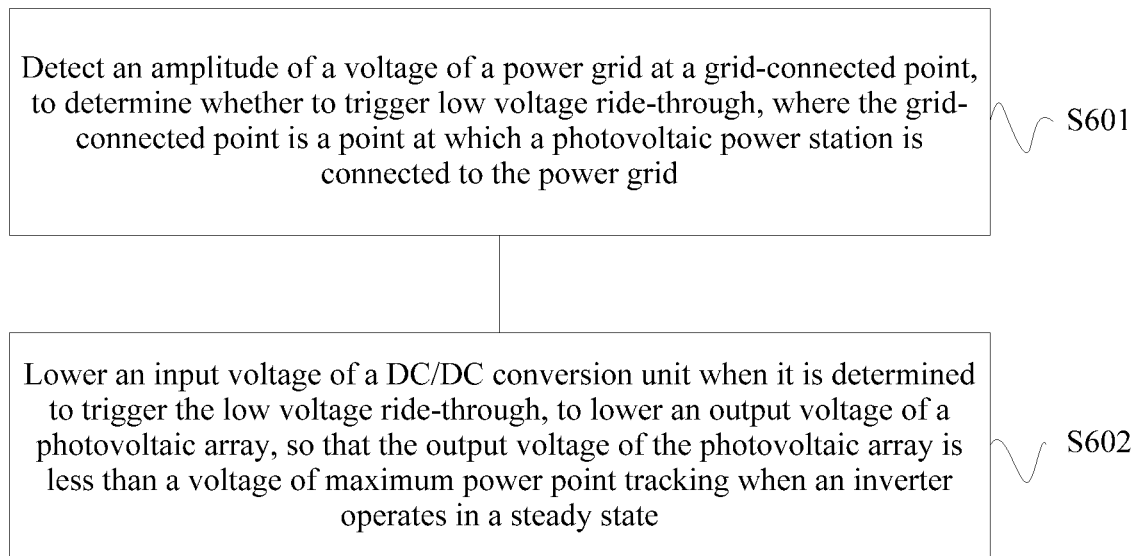 Detect an amplitude of a voltage of a power grid at a grid-connected point,
to determine whether to trigger low voltage ride-through, where the grid-
connected point is a point at which a photovoltaic power station is
connected to the power grid
S601
Lower an input voltage of a DC/DC conversion unit when it is determined
to trigger the low voltage ride-through, to lower an output voltage of a
photovoltaic array, so that the output voltage of the photovoltaic array is
less than a voltage of maximum power point tracking when an inverter
operates in a steady state
S602